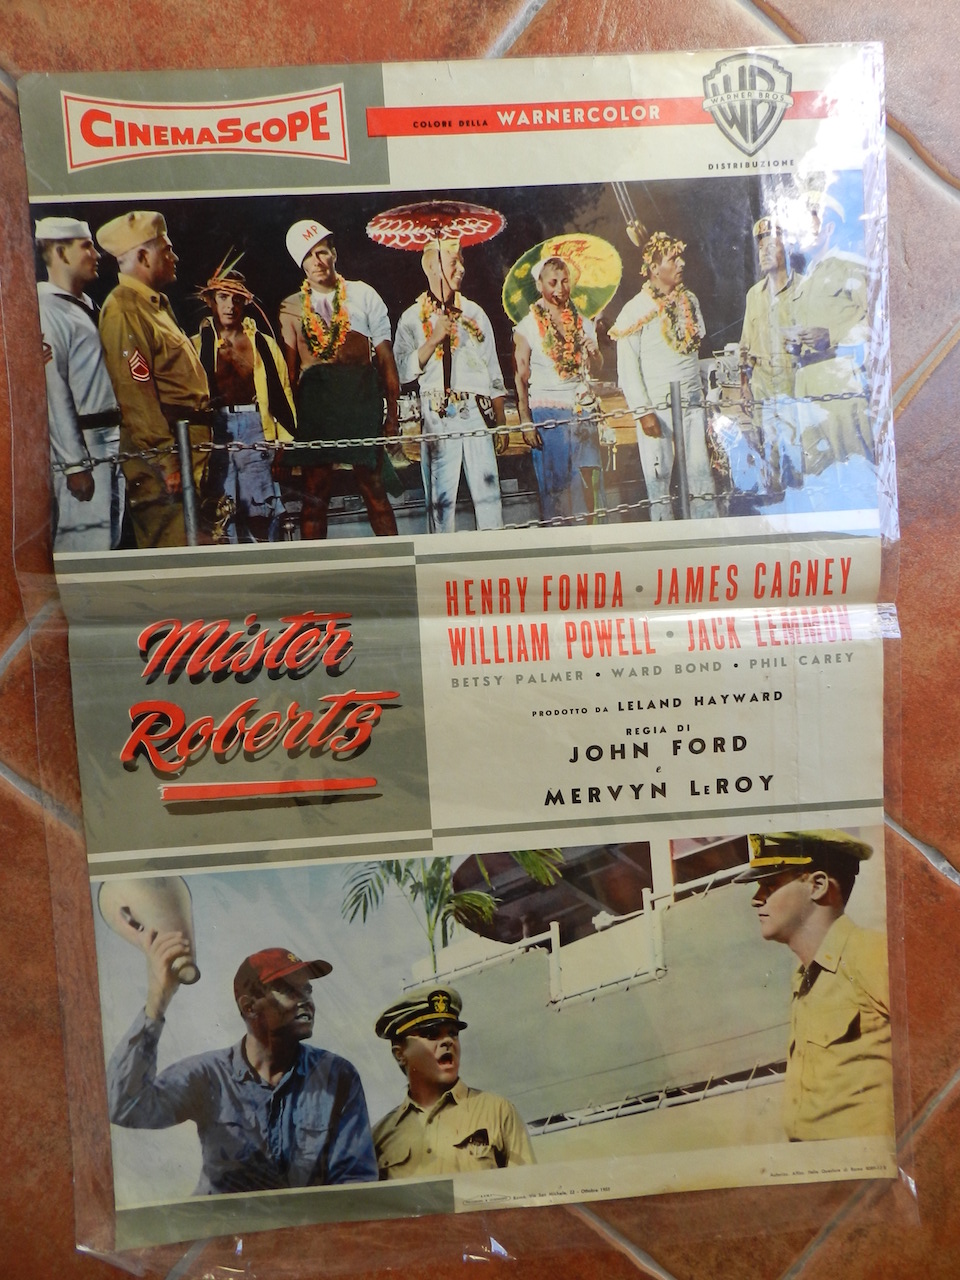 CINEMASCOPE
COLORE DELLA WARNERCOLOR
WB
WARNER BROS
DISTRIBUZIONE
MP
HENRY FONDA • JAMES CAGNEY
WILLIAM POWELL • JACK LEMMON
BETSY PALMER • WARD BOND • PHIL CAREY
PRODOTTO DA LELAND HAYWARD
REGIA DI
JOHN FORD
e
MERVYN LeROY
Mister
Roberts